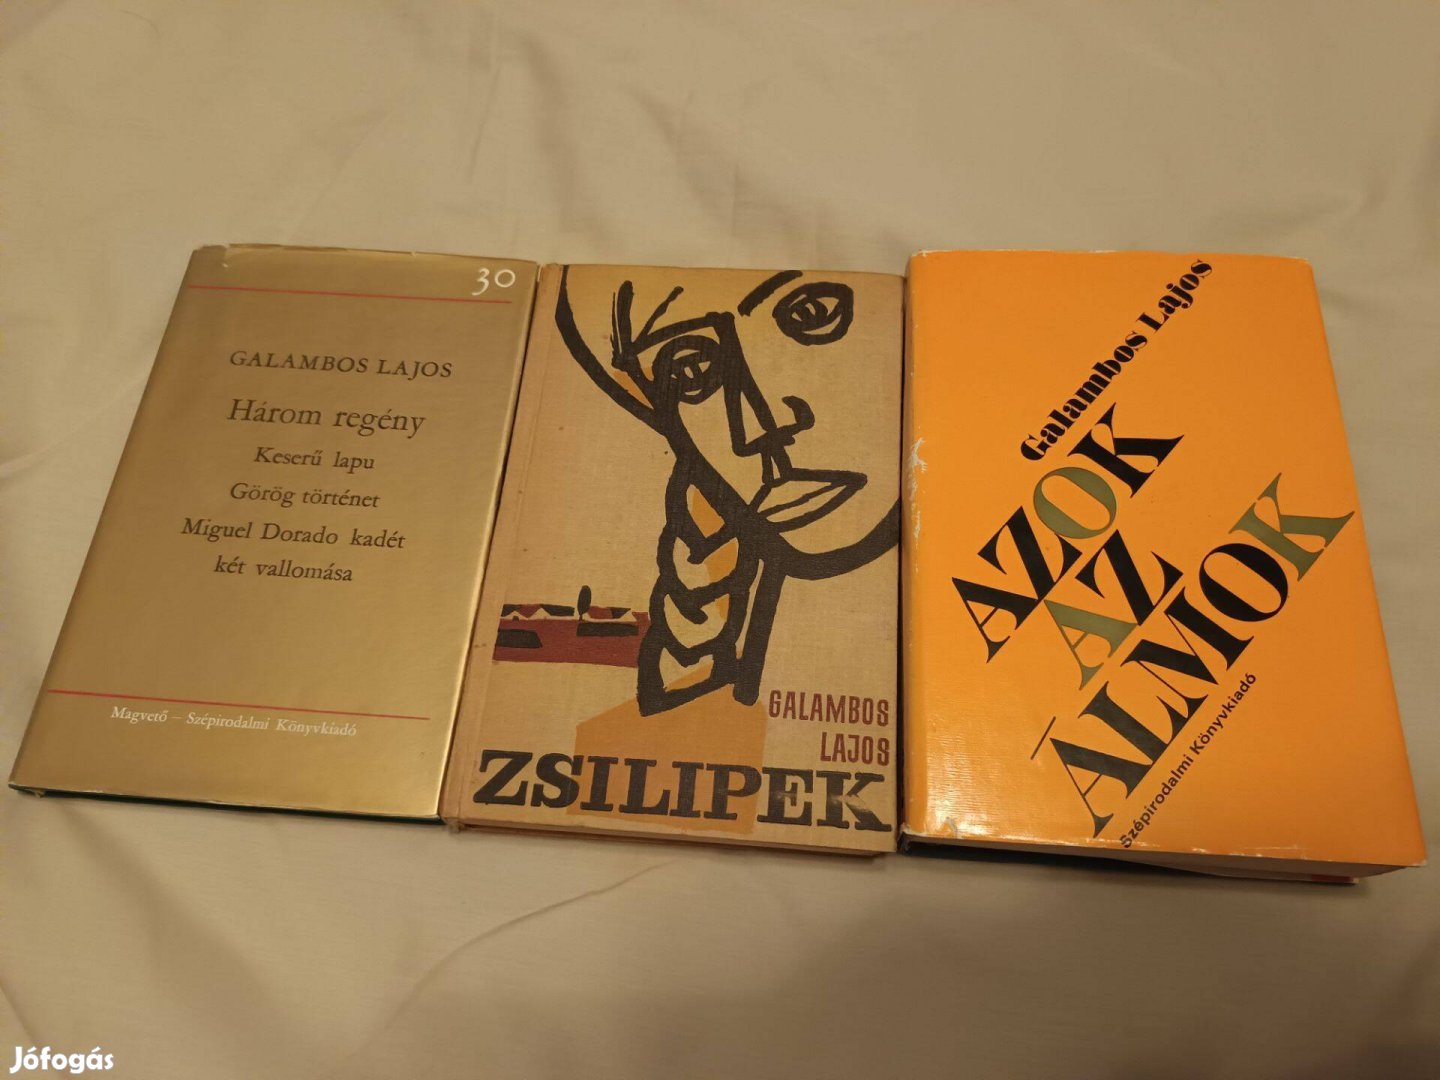 30
GALAMBOS LAJOS
Három regény
Keserű lapu
Görög történet
Miguel Dorado kadét
két vallomása
Magvető – Szépirodalmi Könyvkiadó
GALAMBOS
LAJOS
ZSILIPEK
Galambos Lajos
AZOK
AZ
ÁLMOK
Szépirodalmi Könyvkiadó
Jófogás